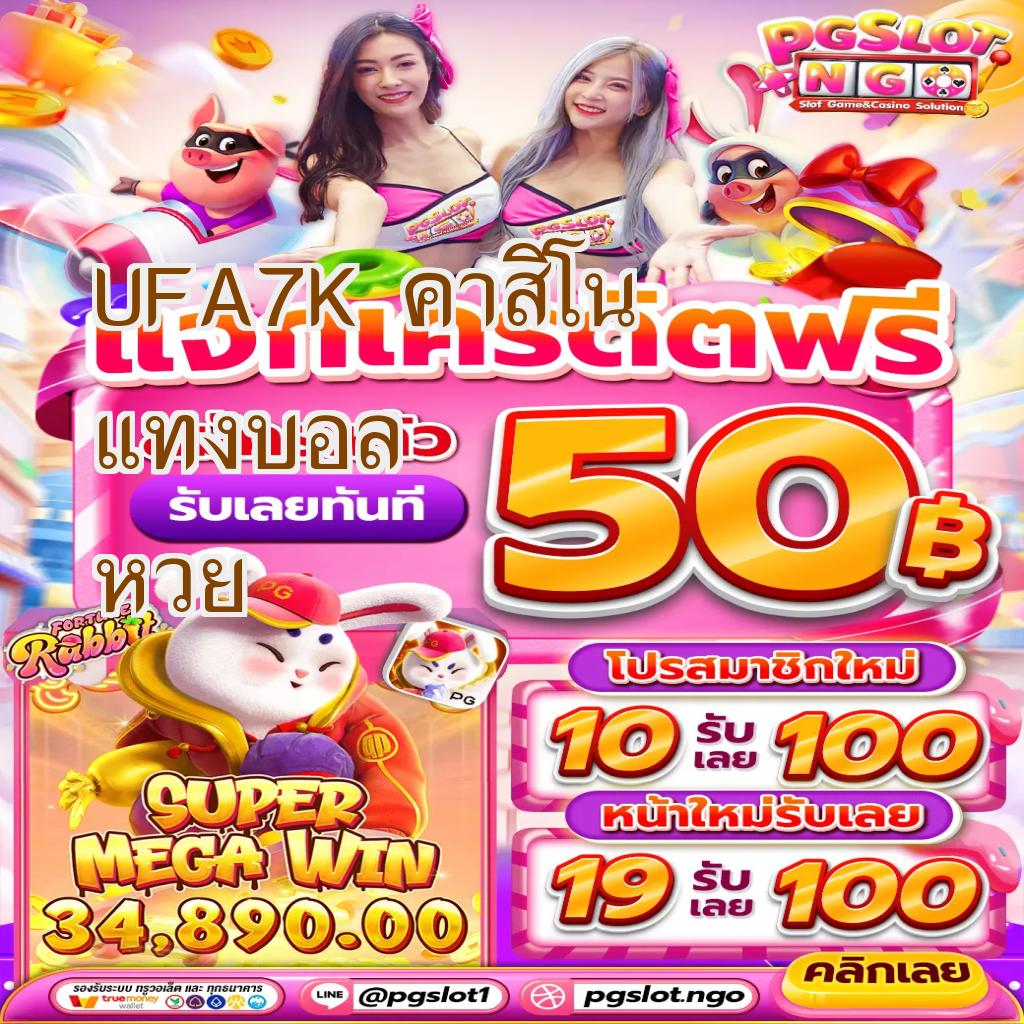 PGSLOT
NGO
Slot Game&Casino Solution
PGSLOT
PGSLOT
UFA7K คาสิโน
แจกเครดิตฟรี
แทงบอล
รับเลยทันที
50฿
หวย
PG
FORTUNE
Rabbit
PG
โปรสมาชิกใหม่
10 รับเลย 100
หน้าใหม่รับเลย
19 รับเลย 100
SUPER
MEGA WIN
34,890.00
คลิกเลย
รองรับระบบ ทรูวอเล็ต และ ทุกธนาคาร
truemoney
wallet
LINE @pgslot1
pgslot.ngo